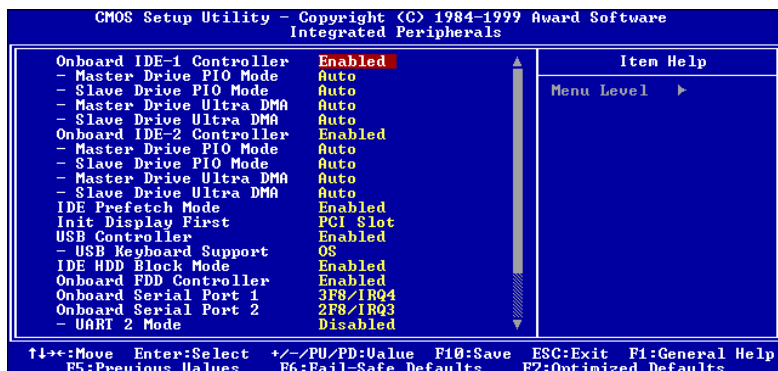 CMOS Setup Utility - Copyright (C) 1984-1999 Award Software
Integrated Peripherals
Onboard IDE-1 Controller Enabled
- Master Drive PIO Mode Auto
- Slave Drive PIO Mode Auto
- Master Drive Ultra DMA Auto
- Slave Drive Ultra DMA Auto
Onboard IDE-2 Controller Enabled
- Master Drive PIO Mode Auto
- Slave Drive PIO Mode Auto
- Master Drive Ultra DMA Auto
- Slave Drive Ultra DMA Auto
IDE Prefetch Mode Enabled
Init Display First PCI Slot
USB Controller Enabled
- USB Keyboard Support OS
IDE HDD Block Mode Enabled
Onboard FDD Controller Enabled
Onboard Serial Port 1 3F8/IRQ4
Onboard Serial Port 2 2F8/IRQ3
- UART 2 Mode Disabled
Item Help
Menu Level ►
↑↓→←:Move Enter:Select +/-/PU/PD:Value F10:Save ESC:Exit F1:General Help
F5:Previous Values F6:Fail-Safe Defaults F7:Optimized Defaults